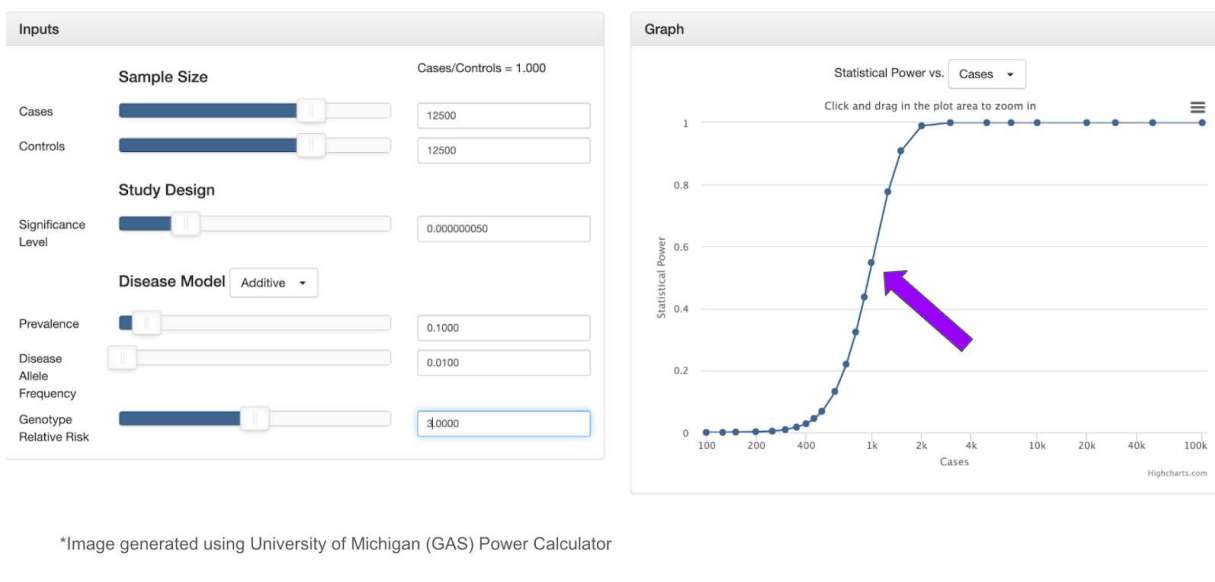 Inputs
Sample Size
Cases/Controls = 1.000
Cases
12500
Controls
12500
Study Design
Significance
Level
0.000000050
Disease Model
Additive
Prevalence
0.1000
Disease
Allele
Frequency
0.0100
Genotype
Relative Risk
3.0000
Graph
Statistical Power vs. Cases
Click and drag in the plot area to zoom in
Statistical Power
1
0.8
0.6
0.4
0.2
0
100 200 400 1k 2k 4k 10k 20k 40k 100k
Cases
Highcharts.com
*Image generated using University of Michigan (GAS) Power Calculator